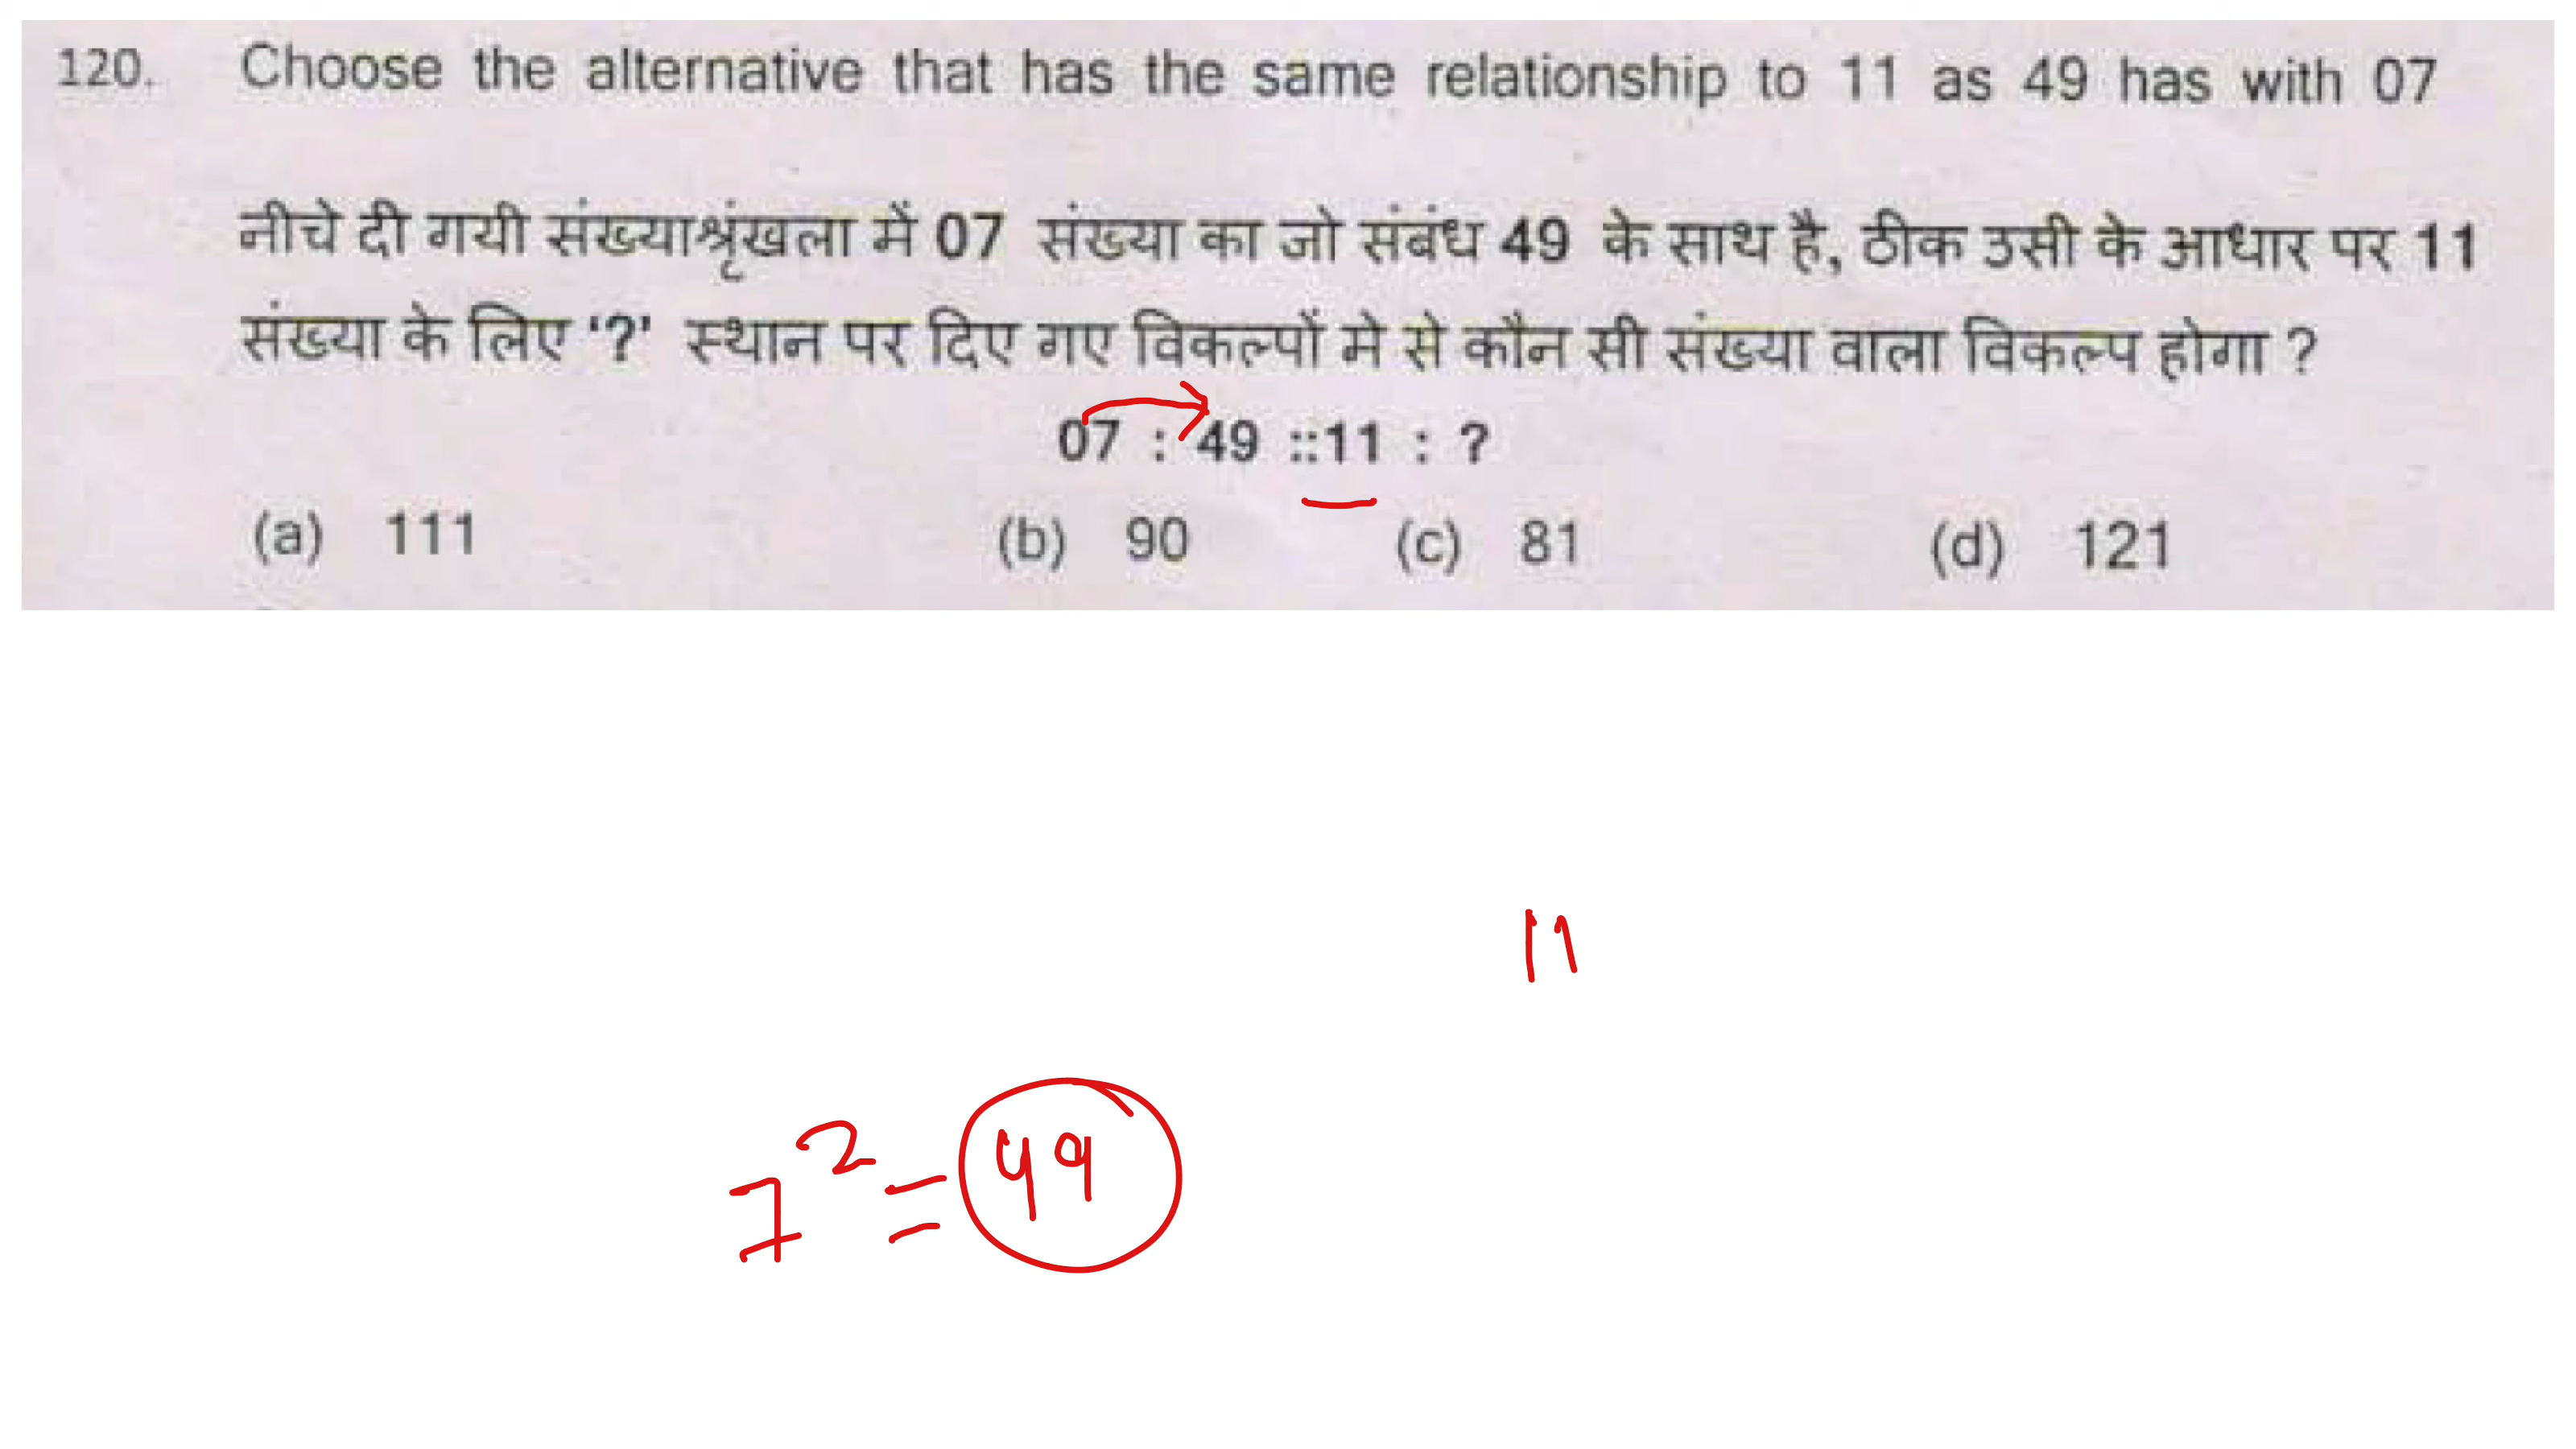 120. Choose the alternative that has the same relationship to 11 as 49 has with 07
नीचे दी गयी संख्याश्रृंखला में 07 संख्या का जो संबंध 49 के साथ है, ठीक उसी के आधार पर 11
संख्या के लिए '?' स्थान पर दिए गए विकल्पों मे से कौन सी संख्या वाला विकल्प होगा ?
07 : 49 ::11 : ?
(a) 111 (b) 90 (c) 81 (d) 121
11
7² = 49